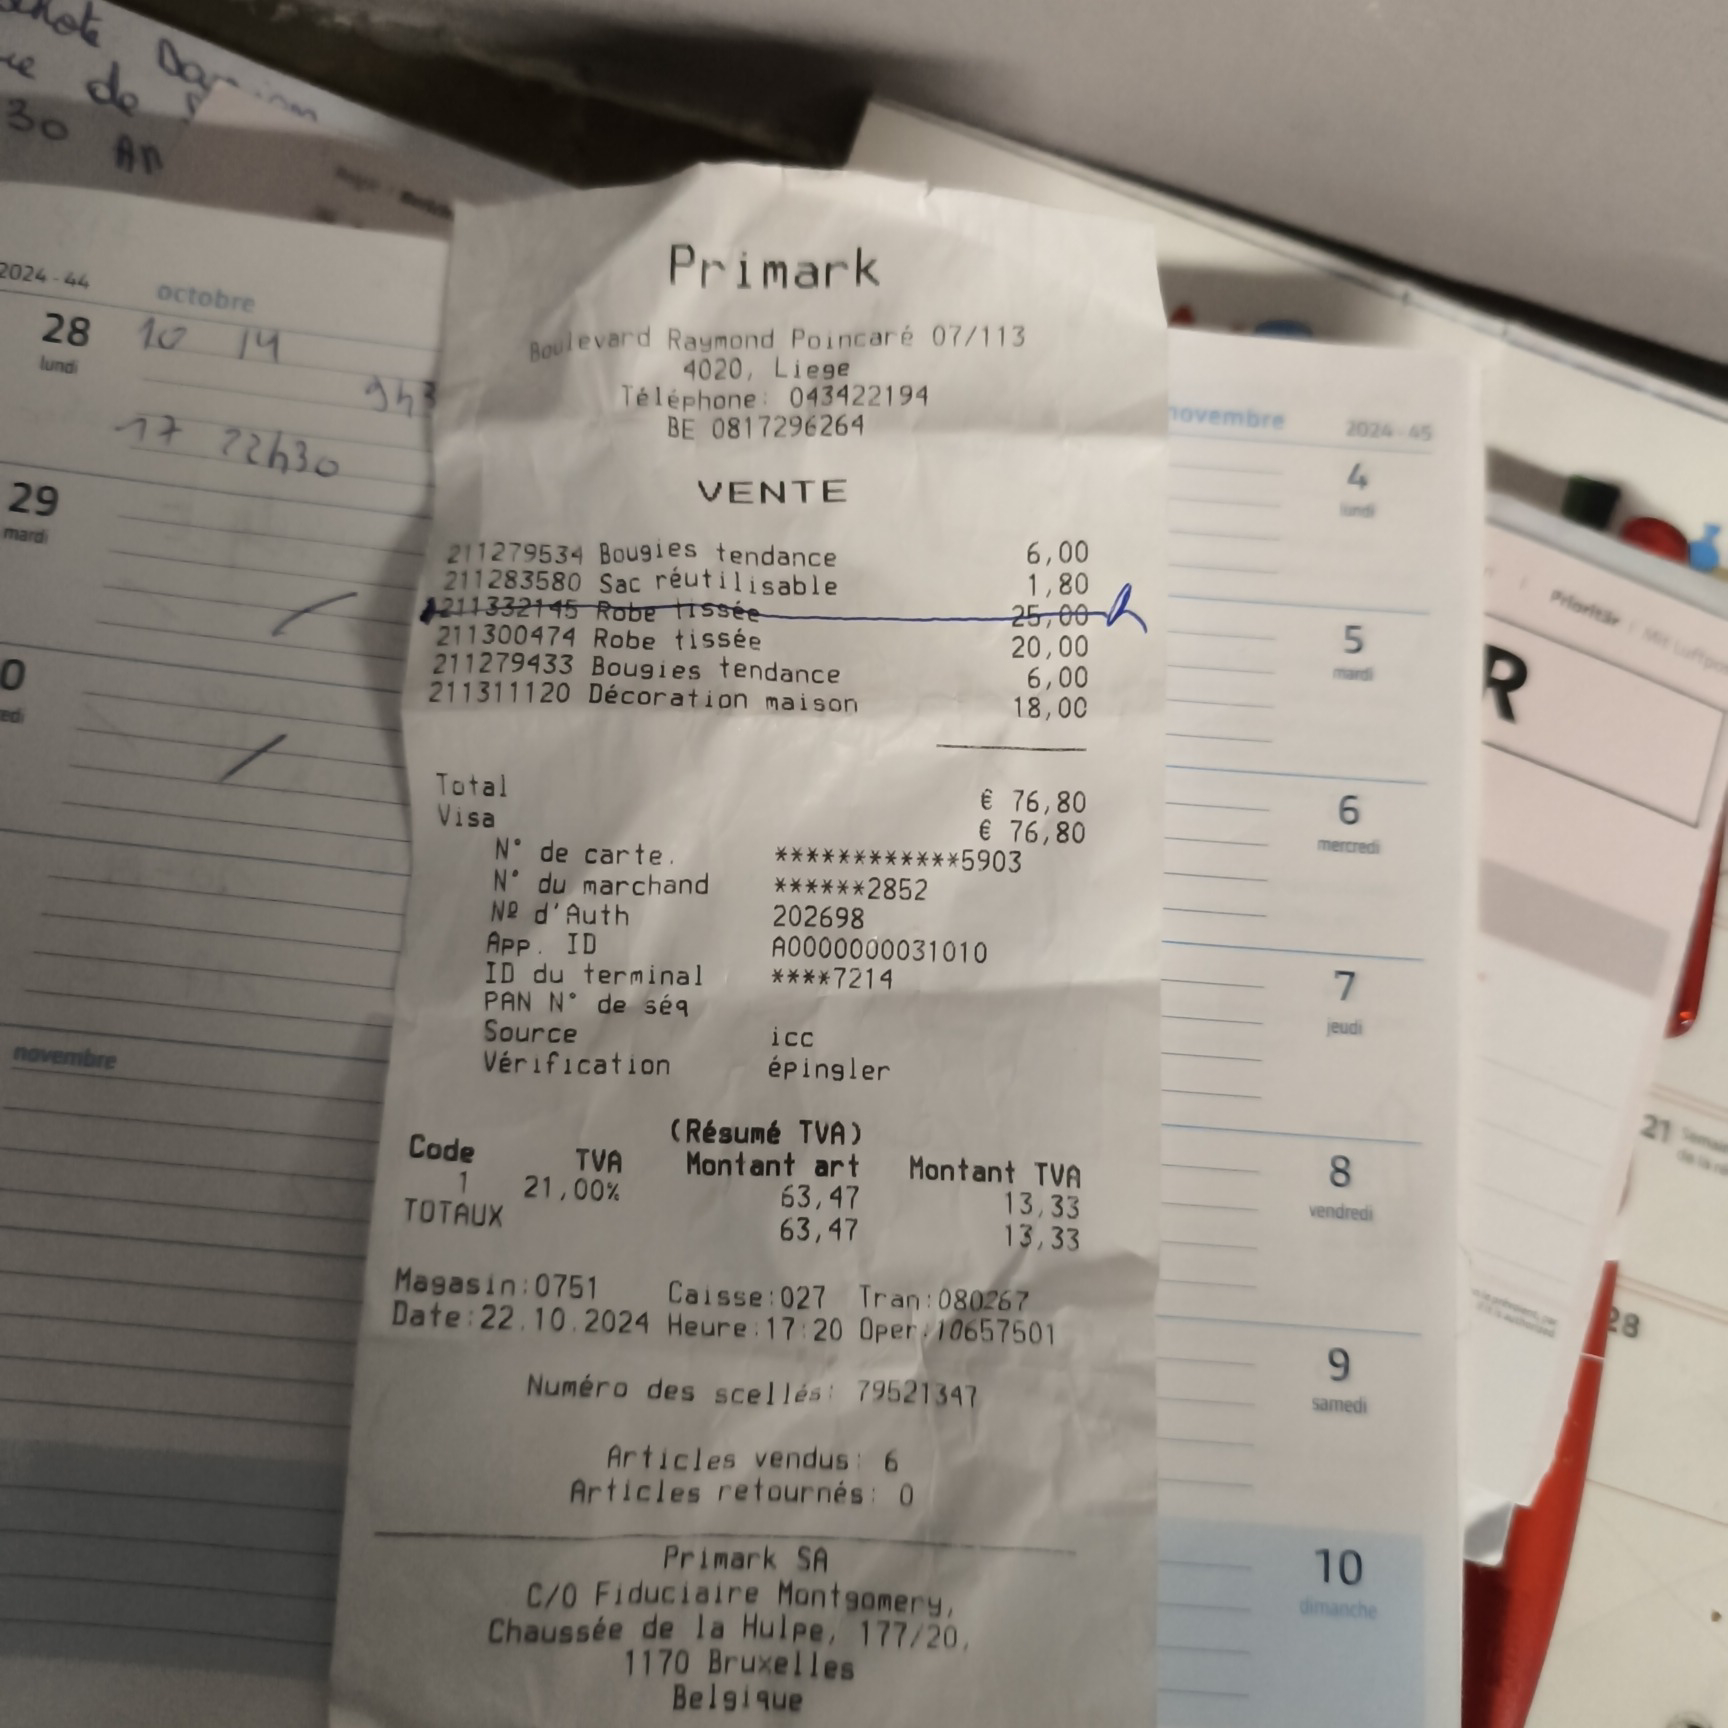 30 An
2024 - 44 octobre
28 10 14
lundi
9h3
17 22h30
29
mardi
0
edi
novembre
Primark
Boulevard Raymond Poincaré 07/113
4020, Liege
Téléphone: 043422194
BE 0817296264
VENTE
211279534 Bougies tendance 6,00
211283580 Sac réutilisable 1,80
211332145 Robe tissée 25,00
211300474 Robe tissée 20,00
211279433 Bougies tendance 6,00
211311120 Décoration maison 18,00
Total € 76,80
Visa € 76,80
N° de carte. ************5903
N° du marchand ******2852
Nº d'Auth 202698
App. ID A0000000031010
ID du terminal ****7214
PAN N° de séq
Source icc
Vérification épingler
(Résumé TVA)
Code TVA Montant art Montant TVA
1 21,00% 63,47 13,33
TOTAUX 63,47 13,33
Magasin:0751 Caisse:027 Tran:080267
Date:22.10.2024 Heure:17:20 Oper:10657501
Numéro des scellés: 79521347
Articles vendus: 6
Articles retournés: 0
Primark SA
C/O Fiduciaire Montgomery,
Chaussée de la Hulpe, 177/20,
1170 Bruxelles
Belgique
novembre 2024-45
4
lundi
5
mardi
6
mercredi
7
jeudi
8
vendredi
9
samedi
10
dimanche
Prioritär
R
21
28